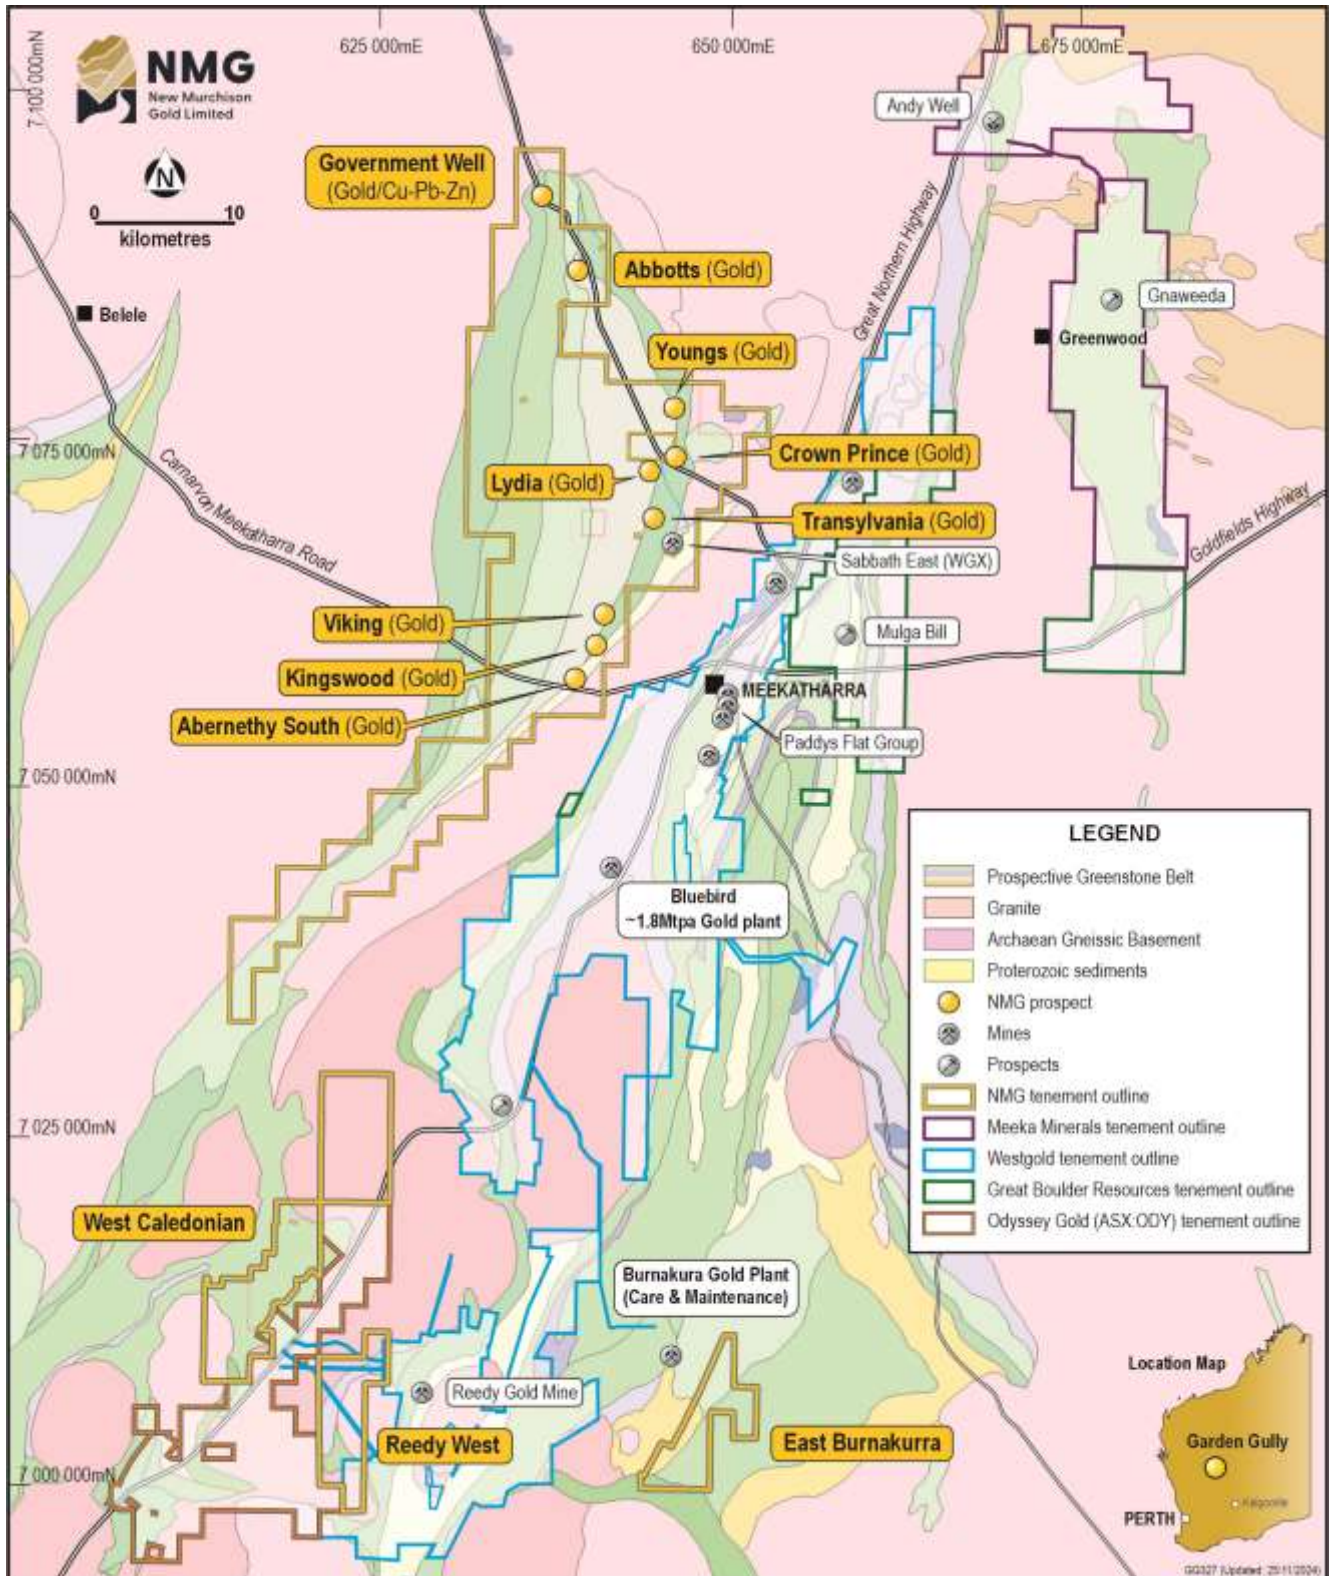 625 000mE
650 000mE
675 000mE
7 100 000mN
NMG
New Murchison
Gold Limited
N
0 10
kilometres
Andy Well
Government Well
(Gold/Cu-Pb-Zn)
Great Northern Highway
Abbotts (Gold)
Gnaweeda
Belele
Greenwood
Youngs (Gold)
7 075 000mN
Crown Prince (Gold)
Lydia (Gold)
Carnarvon Meekatharra Road
Transylvania (Gold)
Goldfields Highway
Sabbath East (WGX)
Viking (Gold)
Mulga Bill
Kingswood (Gold)
MEEKATHARRA
Abernethy South (Gold)
Paddys Flat Group
7 050 000mN
LEGEND
Prospective Greenstone Belt
Granite
Archaean Gneissic Basement
Proterozoic sediments
NMG prospect
Mines
Prospects
NMG tenement outline
Meeka Minerals tenement outline
Westgold tenement outline
Great Boulder Resources tenement outline
Odyssey Gold (ASX:ODY) tenement outline
Bluebird
~1.8Mtpa Gold plant
7 025 000mN
West Caledonian
Burnakura Gold Plant
(Care & Maintenance)
Reedy Gold Mine
Reedy West
East Burnakurra
7 000 000mN
Location Map
Garden Gully
Kalgoorlie
PERTH
GG327 (Updated: 25/11/2024)